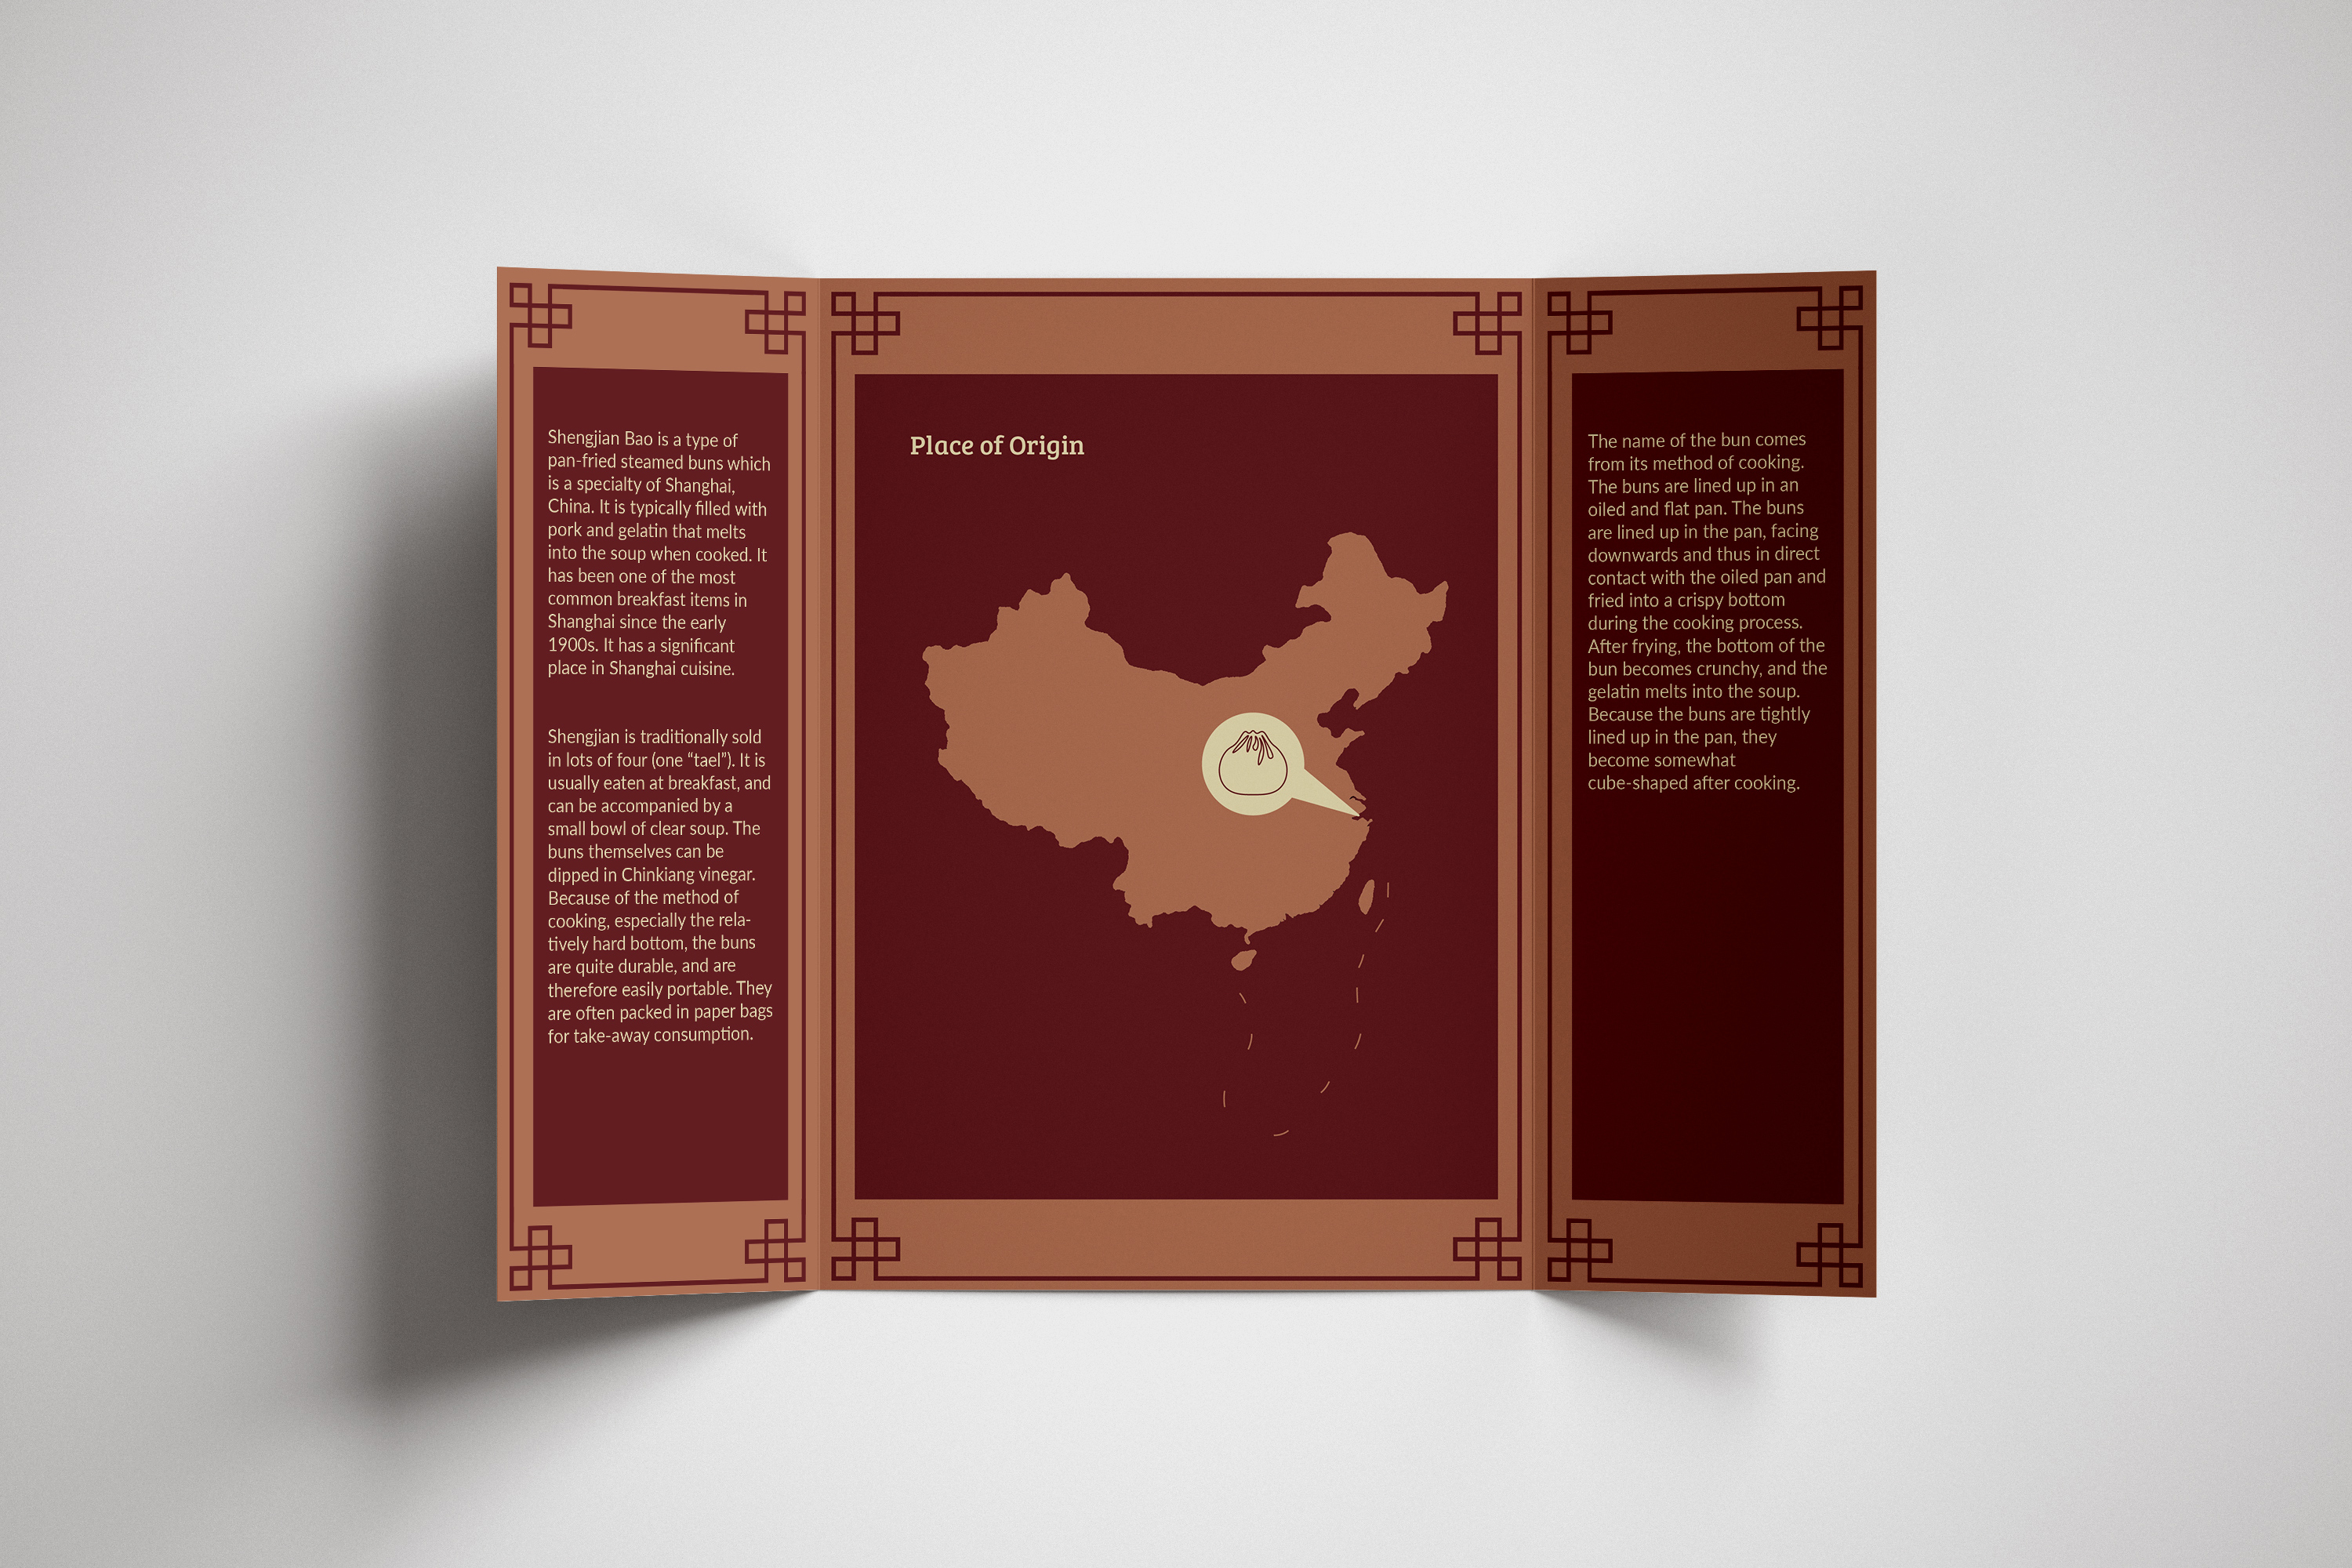 Shengjian Bao is a type of
pan-fried steamed buns which
is a specialty of Shanghai,
China. It is typically filled with
pork and gelatin that melts
into the soup when cooked. It
has been one of the most
common breakfast items in
Shanghai since the early
1900s. It has a significant
place in Shanghai cuisine.
Shengjian is traditionally sold
in lots of four (one “tael”). It is
usually eaten at breakfast, and
can be accompanied by a
small bowl of clear soup. The
buns themselves can be
dipped in Chinkiang vinegar.
Because of the method of
cooking, especially the rela-
tively hard bottom, the buns
are quite durable, and are
therefore easily portable. They
are often packed in paper bags
for take-away consumption.
Place of Origin
The name of the bun comes
from its method of cooking.
The buns are lined up in an
oiled and flat pan. The buns
are lined up in the pan, facing
downwards and thus in direct
contact with the oiled pan and
fried into a crispy bottom
during the cooking process.
After frying, the bottom of the
bun becomes crunchy, and the
gelatin melts into the soup.
Because the buns are tightly
lined up in the pan, they
become somewhat
cube-shaped after cooking.